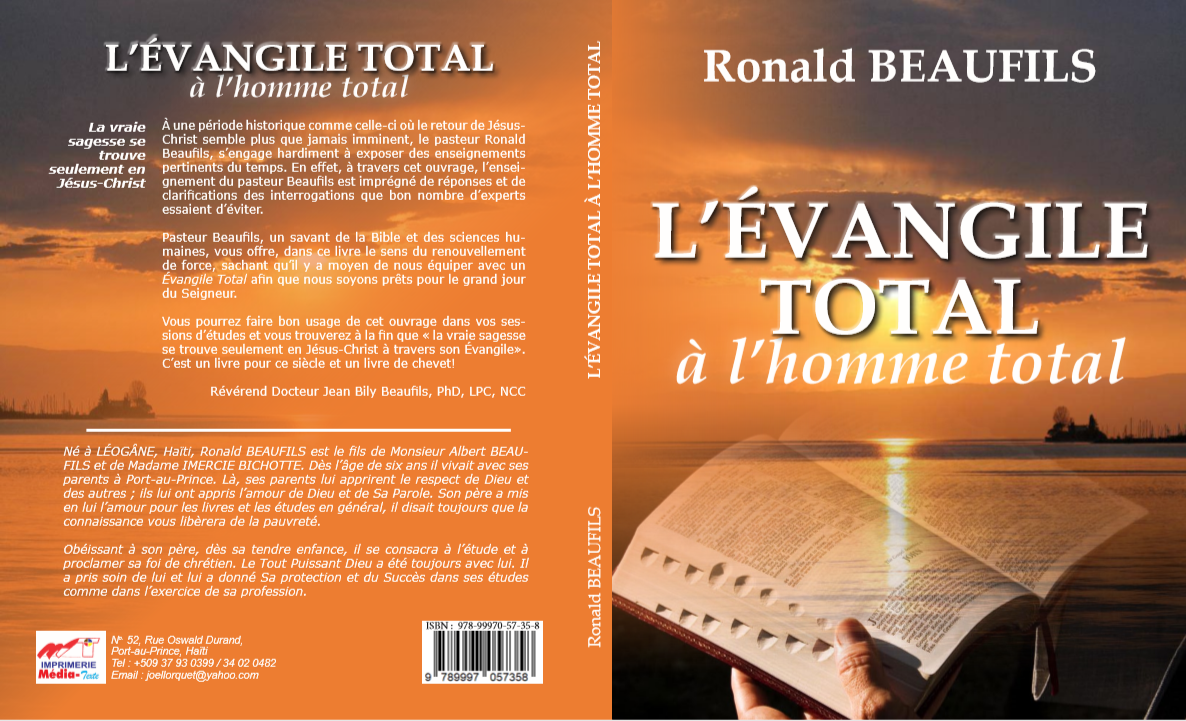 L'ÉVANGILE TOTAL
à l'homme total
La vraie
sagesse se
trouve
seulement en
Jésus-Christ
À une période historique comme celle-ci où le retour de Jésus-
Christ semble plus que jamais imminent, le pasteur Ronald
Beaufils, s'engage hardiment à exposer des enseignements
pertinents du temps. En effet, à travers cet ouvrage, l'ensei-
gnement du pasteur Beaufils est imprégné de réponses et de
clarifications des interrogations que bon nombre d'experts
essaient d'éviter.
Pasteur Beaufils, un savant de la Bible et des sciences hu-
maines, vous offre, dans ce livre le sens du renouvellement
de force, sachant qu'il y a moyen de nous équiper avec un
Évangile Total afin que nous soyons prêts pour le grand jour
du Seigneur.
Vous pourrez faire bon usage de cet ouvrage dans vos ses-
sions d'études et vous trouverez à la fin que « la vraie sagesse
se trouve seulement en Jésus-Christ à travers son Évangile».
C'est un livre pour ce siècle et un livre de chevet!
Révérend Docteur Jean Bily Beaufils, PhD, LPC, NCC
Né à LÉOGÂNE, Haïti, Ronald BEAUFILS est le fils de Monsieur Albert BEAU-
FILS et de Madame IMERCIE BICHOTTE. Dès l'âge de six ans il vivait avec ses
parents à Port-au-Prince. Là, ses parents lui apprirent le respect de Dieu et
des autres ; ils lui ont appris l'amour de Dieu et de Sa Parole. Son père a mis
en lui l'amour pour les livres et les études en général, il disait toujours que la
connaissance vous libèrera de la pauvreté.
Obéissant à son père, dès sa tendre enfance, il se consacra à l'étude et à
proclamer sa foi de chrétien. Le Tout Puissant Dieu a été toujours avec lui. Il
a pris soin de lui et lui a donné Sa protection et du Succès dans ses études
comme dans l'exercice de sa profession.
IMPRIMERIE
Média-Texte
No. 52, Rue Oswald Durand,
Port-au-Prince, Haïti
Tel : +509 37 93 0399 / 34 02 0482
Email : joellorquet@yahoo.com
ISBN : 978-99970-57-35-8
9 789997 057358
L'ÉVANGILE TOTAL À L'HOMME TOTAL
Ronald BEAUFILS
Ronald BEAUFILS
L'ÉVANGILE
TOTAL
à l'homme total